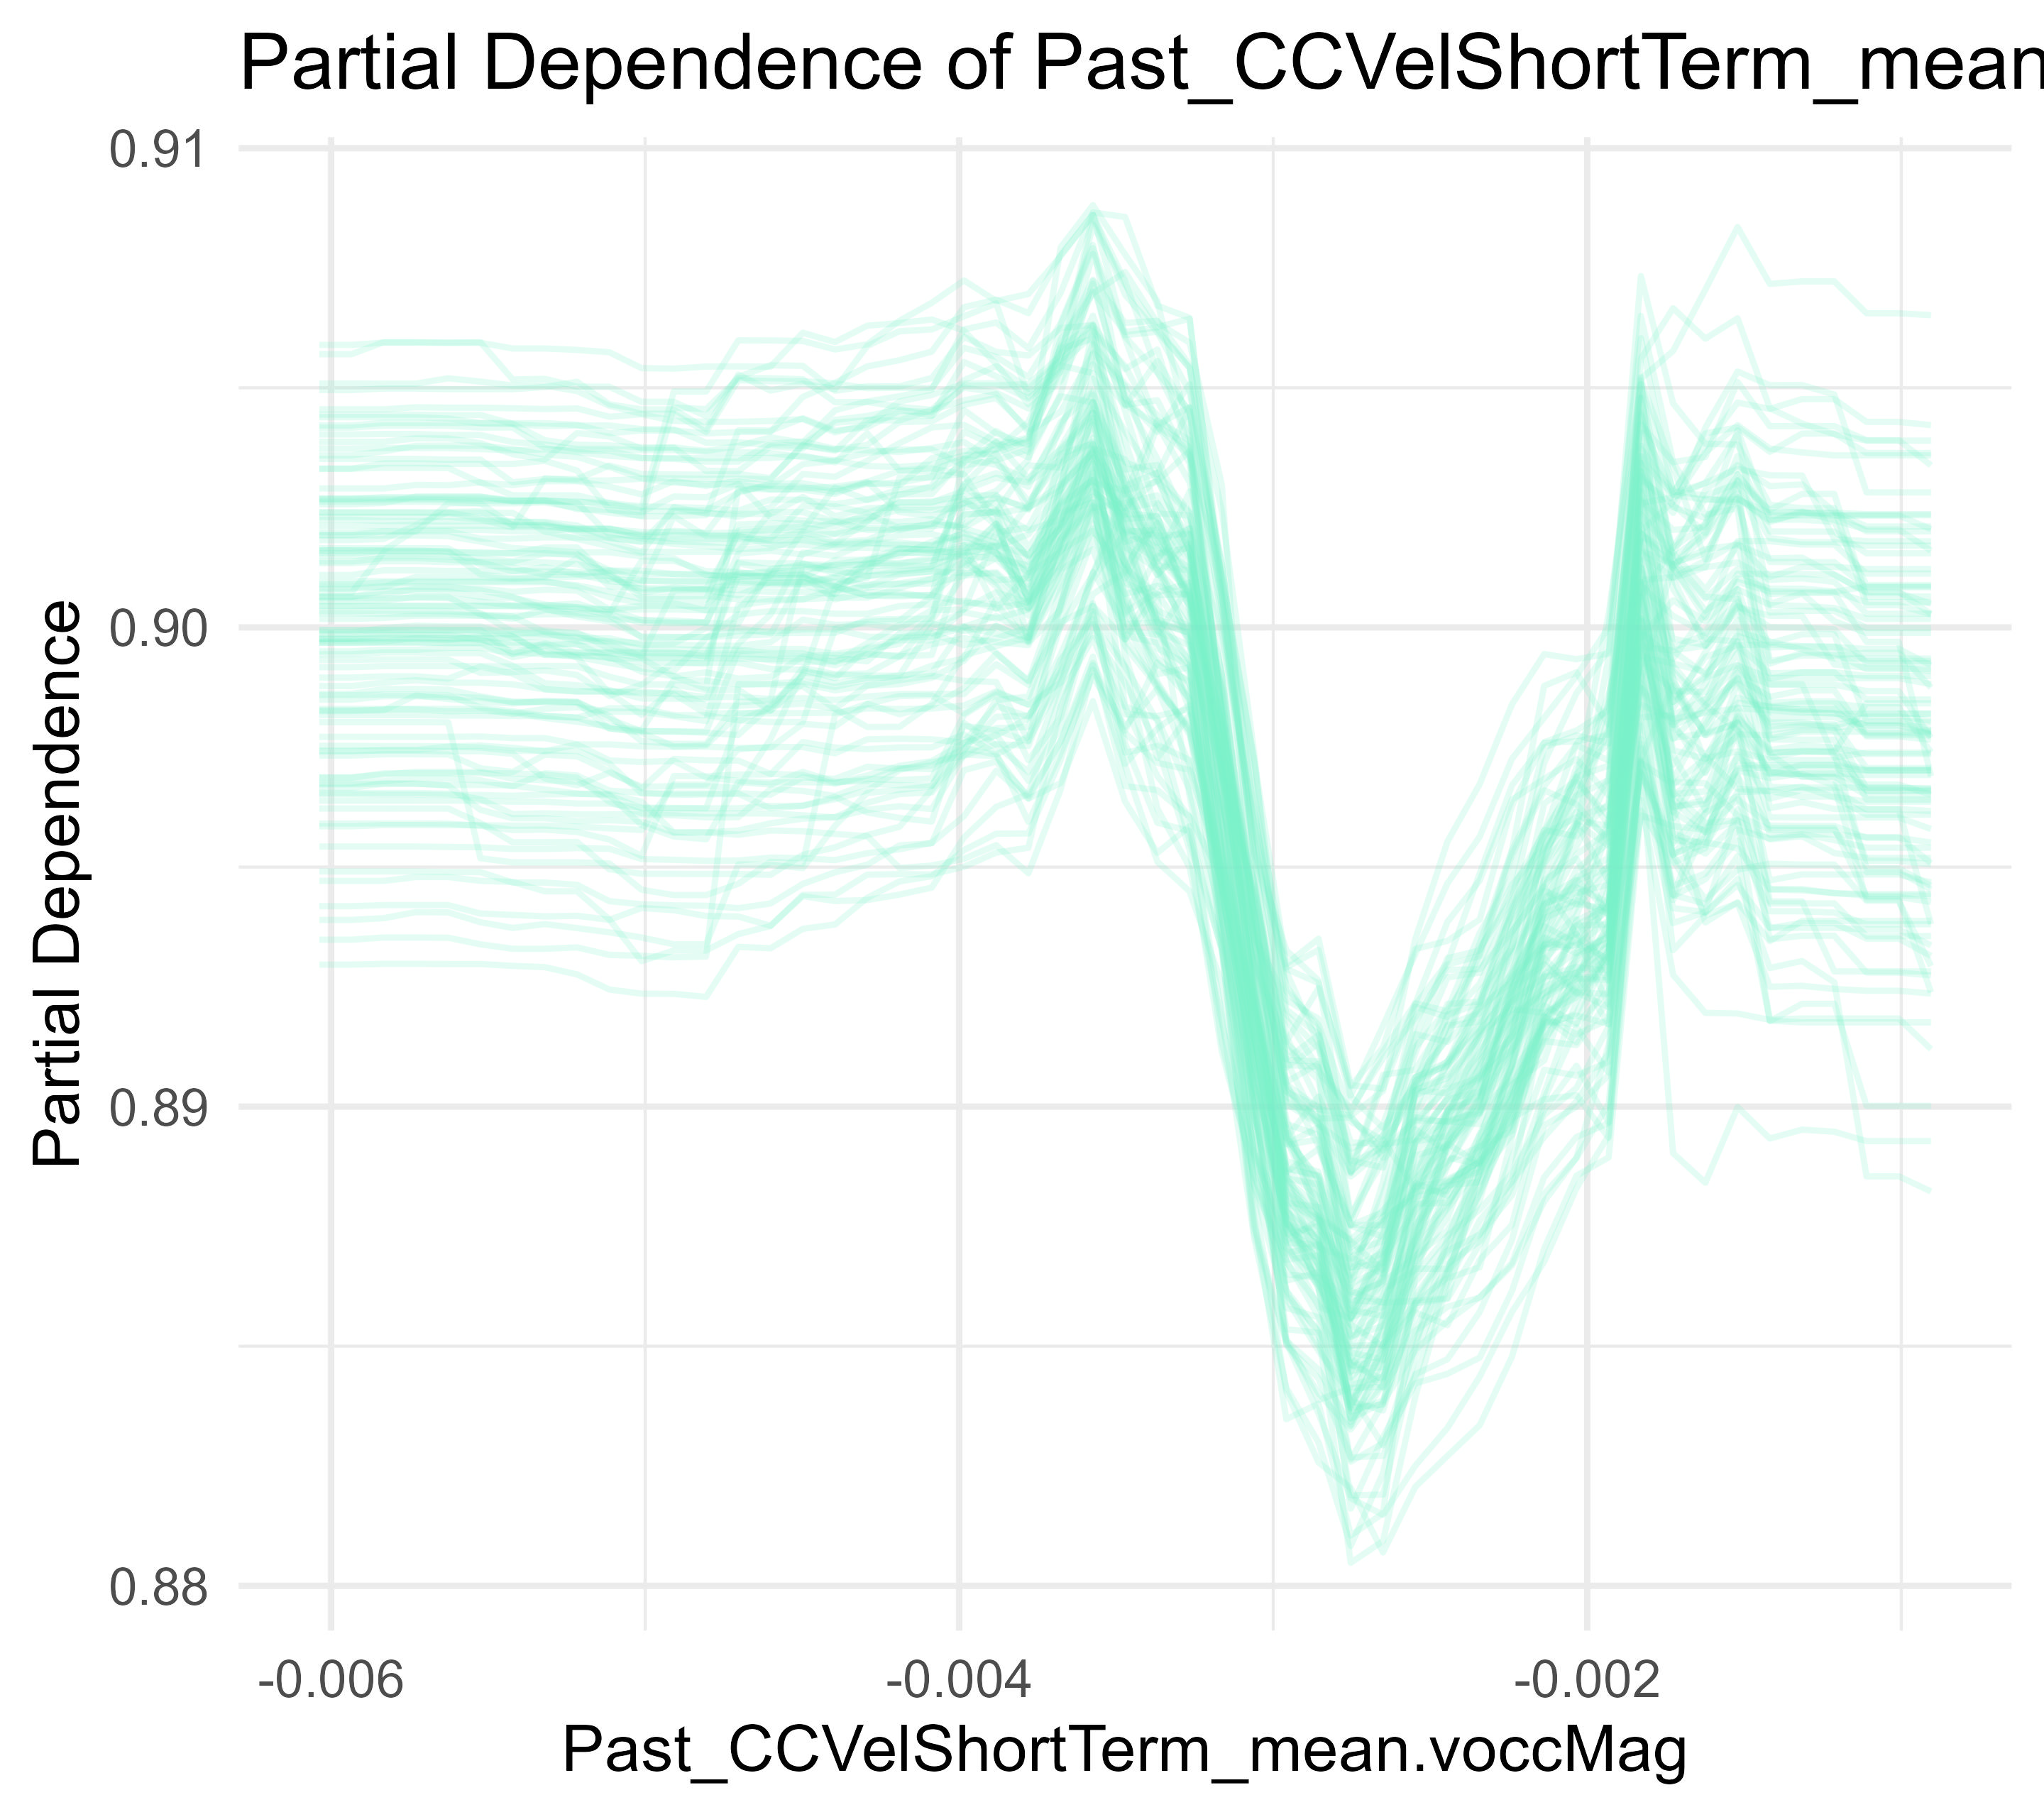 Partial Dependence of Past_CCVelShortTerm_mean
0.91
0.90
0.89
0.88
Partial Dependence
-0.006
-0.004
-0.002
Past_CCVelShortTerm_mean.voccMag